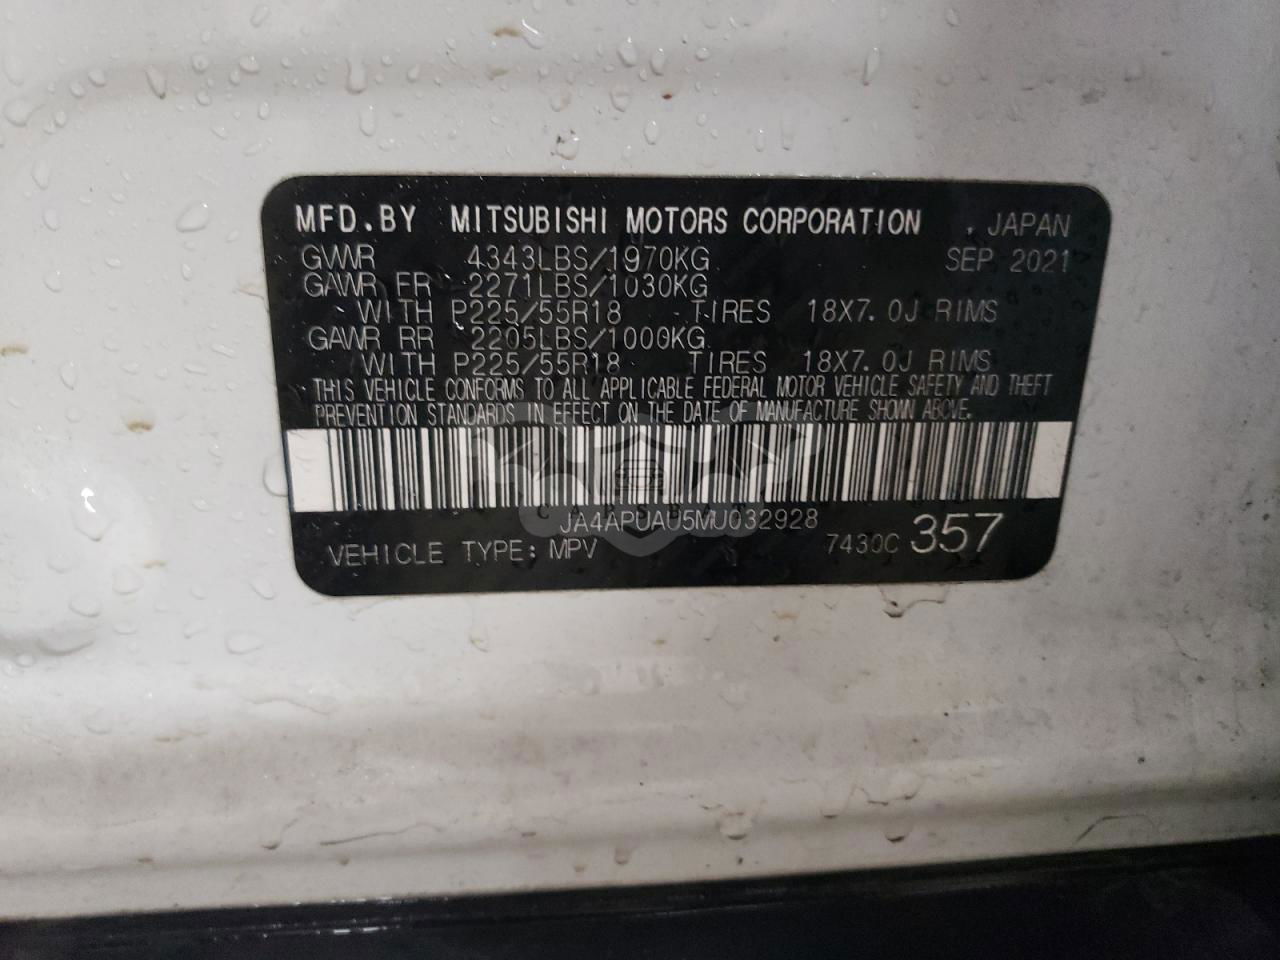 MFD.BY MITSUBISHI MOTORS CORPORATION , JAPAN
GVWR 4343LBS/1970KG SEP 2021
GAWR FR 2271LBS/1030KG
WITH P225/55R18 TIRES 18X7.0J RIMS
GAWR RR 2205LBS/1000KG
WITH P225/55R18 TIRES 18X7.0J RIMS
THIS VEHICLE CONFORMS TO ALL APPLICABLE FEDERAL MOTOR VEHICLE SAFETY AND THEFT
PREVENTION STANDARDS IN EFFECT ON THE DATE OF MANUFACTURE SHOWN ABOVE.
CARSBAT
JA4APUAU5MU032928
VEHICLE TYPE: MPV 7430C 357